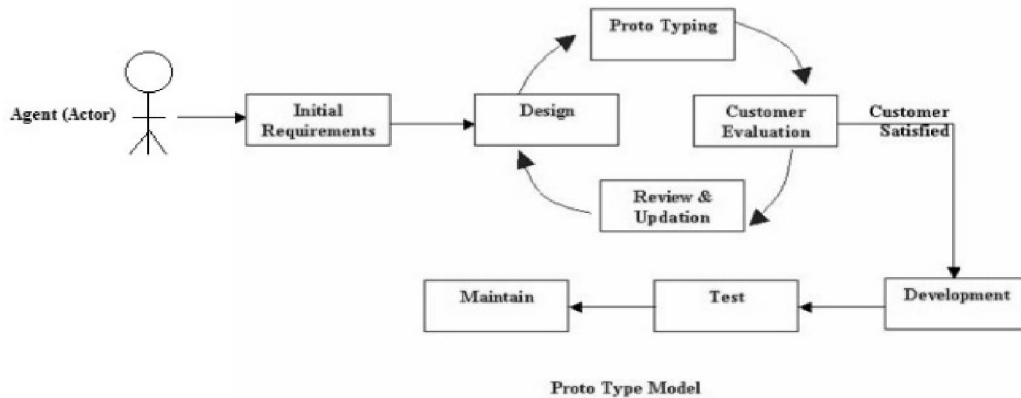 Proto Typing
Agent (Actor)
Initial
Requirements
Design
Customer
Evaluation
Customer
Satisfied
Review &
Updation
Maintain
Test
Development
Proto Type Model